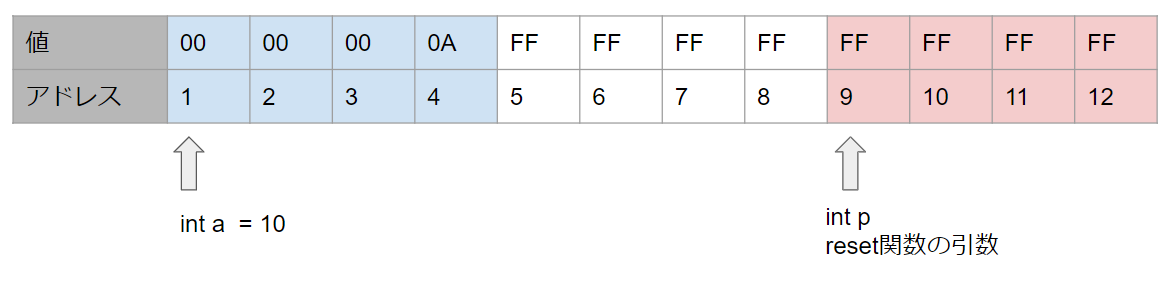 値 00 00 00 0A FF FF FF FF FF FF FF FF
アドレス 1 2 3 4 5 6 7 8 9 10 11 12
int a = 10
int p
reset関数の引数